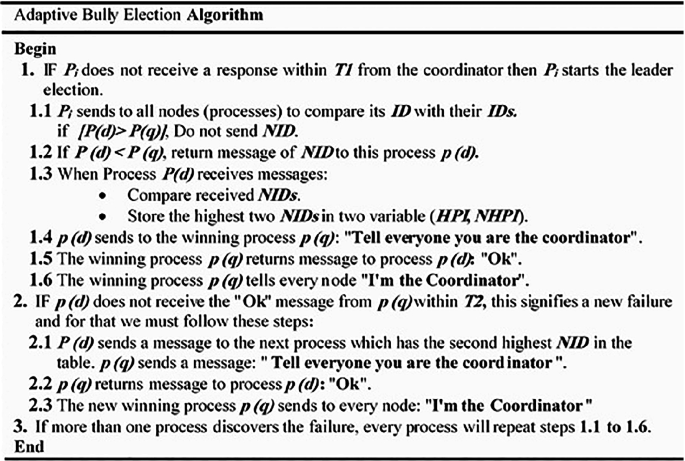 Adaptive Bully Election Algorithm
Begin
1. IF Pi does not receive a response within T1 from the coordinator then Pi starts the leader
election.
1.1 Pi sends to all nodes (processes) to compare its ID with their IDs.
if [P(d)> P(q)], Do not send NID.
1.2 If P (d) < P (q), return message of NID to this process p (d).
1.3 When Process P(d) receives messages:
• Compare received NIDs.
• Store the highest two NIDs in two variable (HPI, NHPI).
1.4 p (d) sends to the winning process p (q): "Tell everyone you are the coordinator".
1.5 The winning process p (q) returns message to process p (d): "Ok".
1.6 The winning process p (q) tells every node "I'm the Coordinator".
2. IF p (d) does not receive the "Ok" message from p (q) within T2, this signifies a new failure
and for that we must follow these steps:
2.1 P (d) sends a message to the next process which has the second highest NID in the
table. p (q) sends a message: " Tell everyone you are the coordinator ".
2.2 p (q) returns message to process p (d): "Ok".
2.3 The new winning process p (q) sends to every node: "I'm the Coordinator"
3. If more than one process discovers the failure, every process will repeat steps 1.1 to 1.6.
End